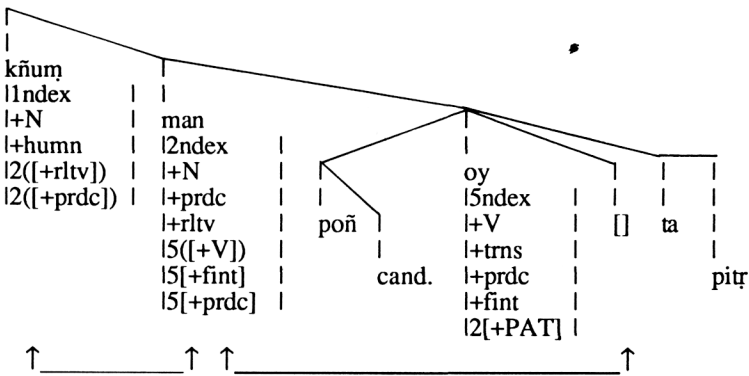 kñuṃ
1ndex
+N man
+humn 2ndex
2([+rltv]) +N oy
2([+prdc]) +prdc 5ndex
+rltv poñ +V [] ta
5([+V]) +trns
5[+fint] cand. +prdc pitṛ
5[+prdc] +fint
2[+PAT]